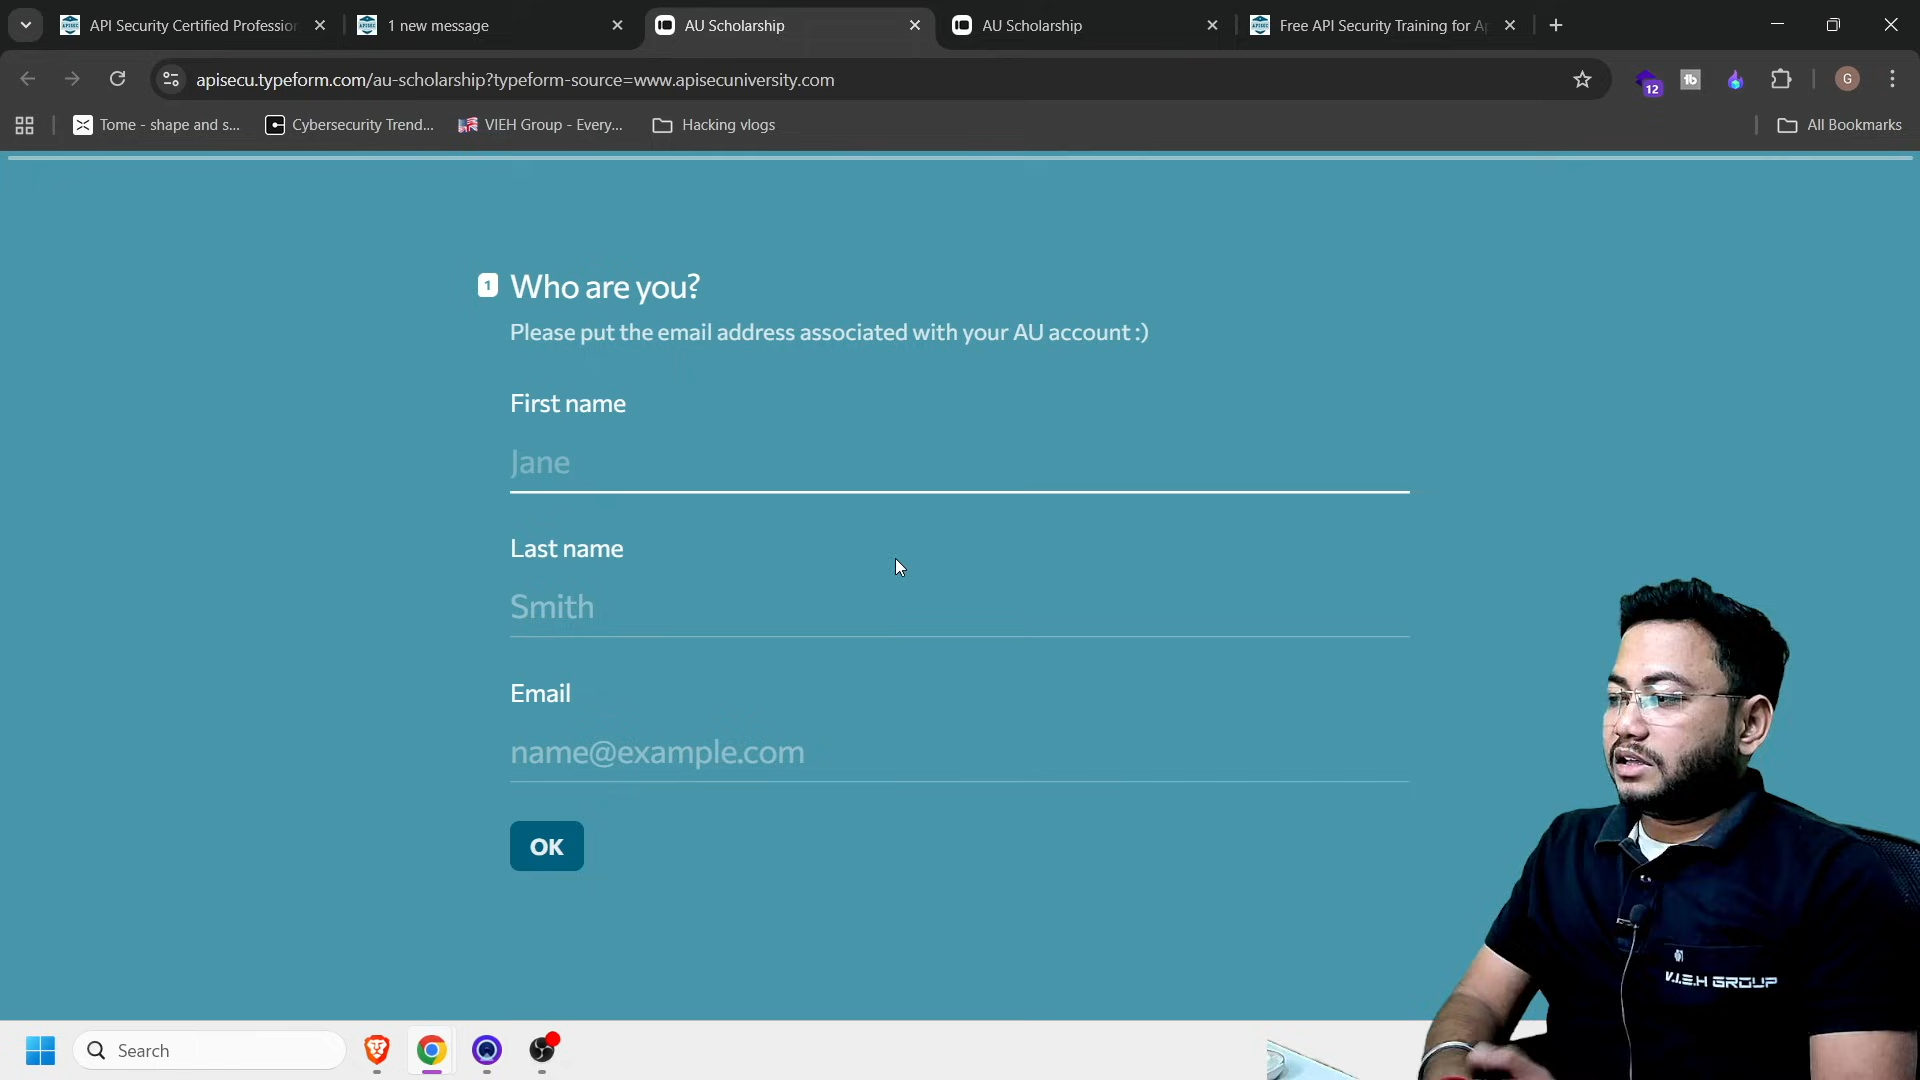 API Security Certified Profession
1 new message
AU Scholarship
AU Scholarship
Free API Security Training for Ap
apisecu.typeform.com/au-scholarship?typeform-source=www.apisecuniversity.com
12
G
Tome - shape and s...
Cybersecurity Trend...
VIEH Group - Every...
Hacking vlogs
All Bookmarks
1 Who are you?
Please put the email address associated with your AU account :)
First name
Jane
Last name
Smith
Email
name@example.com
OK
V.I.E.H GROUP
Search